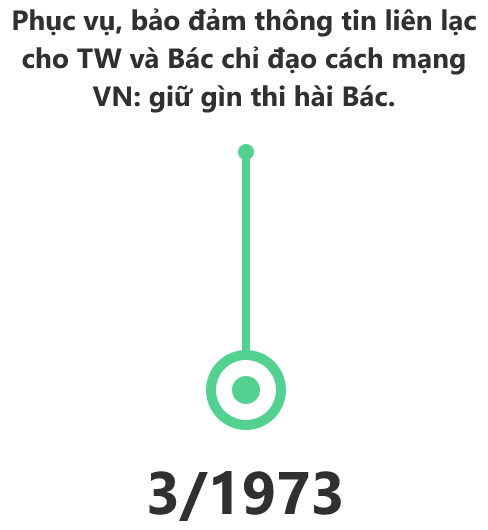 Phục vụ, bảo đảm thông tin liên lạc
cho TW và Bác chỉ đạo cách mạng
VN: giữ gìn thi hài Bác.
3/1973